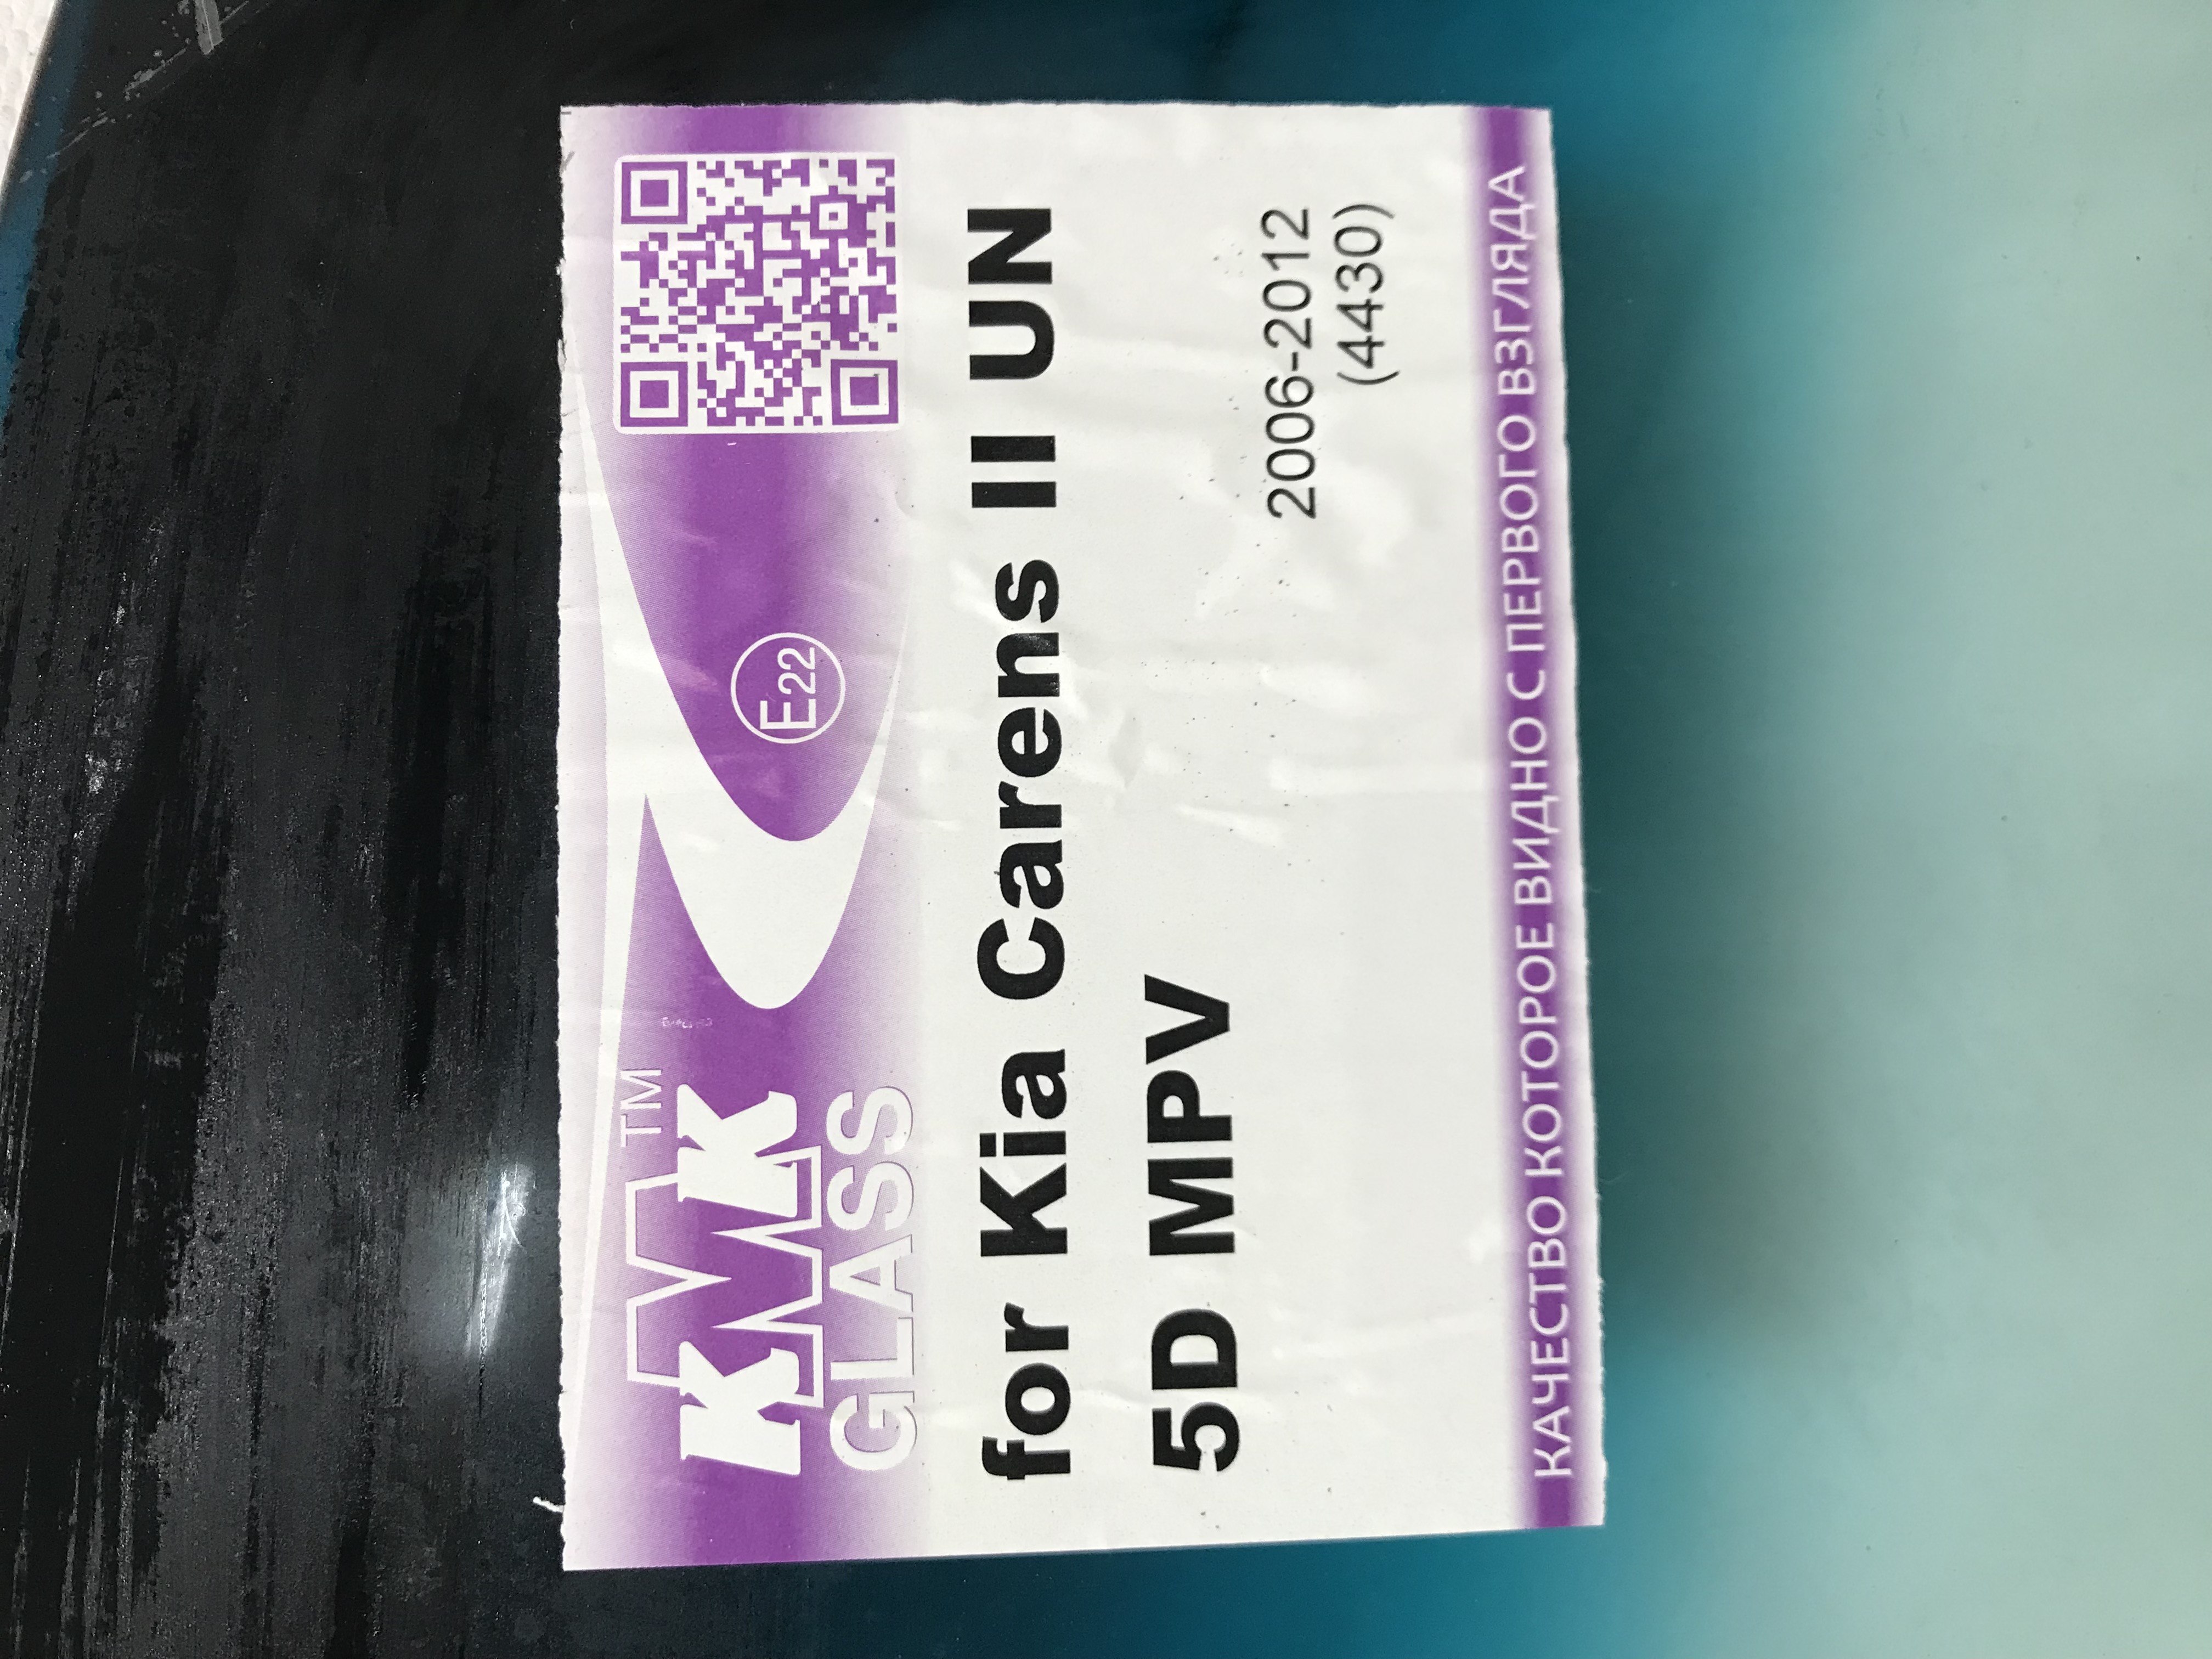 KMK™
GLASS
E22
for Kia Carens II UN
5D MPV
2006-2012
(4430)
КАЧЕСТВО КОТОРОЕ ВИДНО С ПЕРВОГО ВЗГЛЯДА